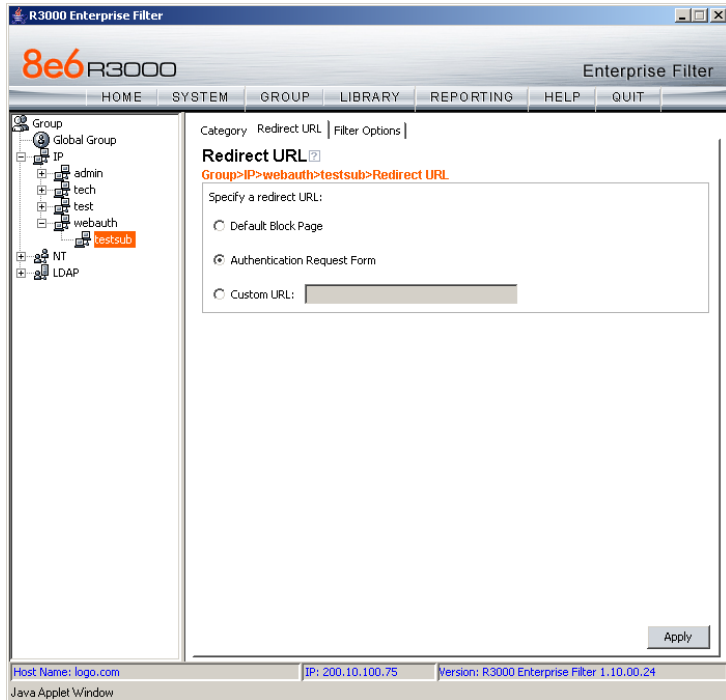 R3000 Enterprise Filter
8e6 R3000
Enterprise Filter
HOME SYSTEM GROUP LIBRARY REPORTING HELP QUIT
Group
Global Group
IP
admin
tech
test
webauth
testsub
NT
LDAP
Category Redirect URL Filter Options
Redirect URL ?
Group>IP>webauth>testsub>Redirect URL
Specify a redirect URL:
Default Block Page
Authentication Request Form
Custom URL:
Apply
Host Name: logo.com IP: 200.10.100.75 Version: R3000 Enterprise Filter 1.10.00.24
Java Applet Window